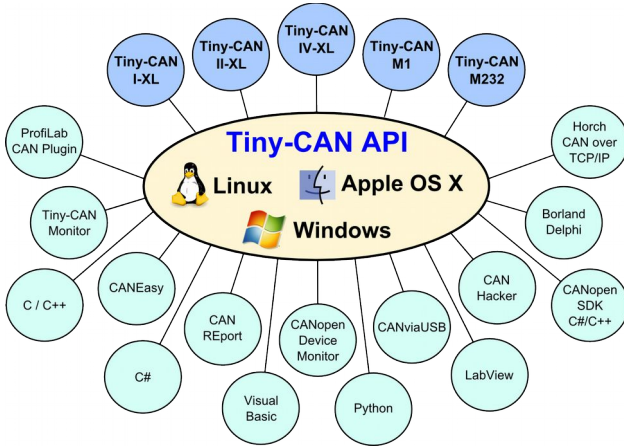 Tiny-CAN
I-XL
Tiny-CAN
II-XL
Tiny-CAN
IV-XL
Tiny-CAN
M1
Tiny-CAN
M232
Tiny-CAN API
Linux
Apple OS X
Windows
ProfiLab
CAN Plugin
Horch
CAN over
TCP/IP
Tiny-CAN
Monitor
Borland
Delphi
C / C++
CANEasy
CAN
REport
CANopen
Device
Monitor
CANviaUSB
CAN
Hacker
CANopen
SDK
C#/C++
C#
Visual
Basic
Python
LabView